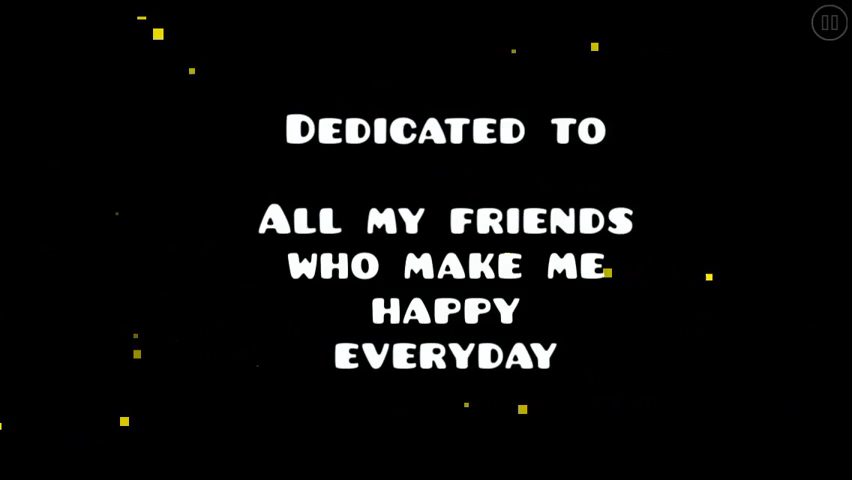 Dedicated to
All my friends
who make me
happy
everyday